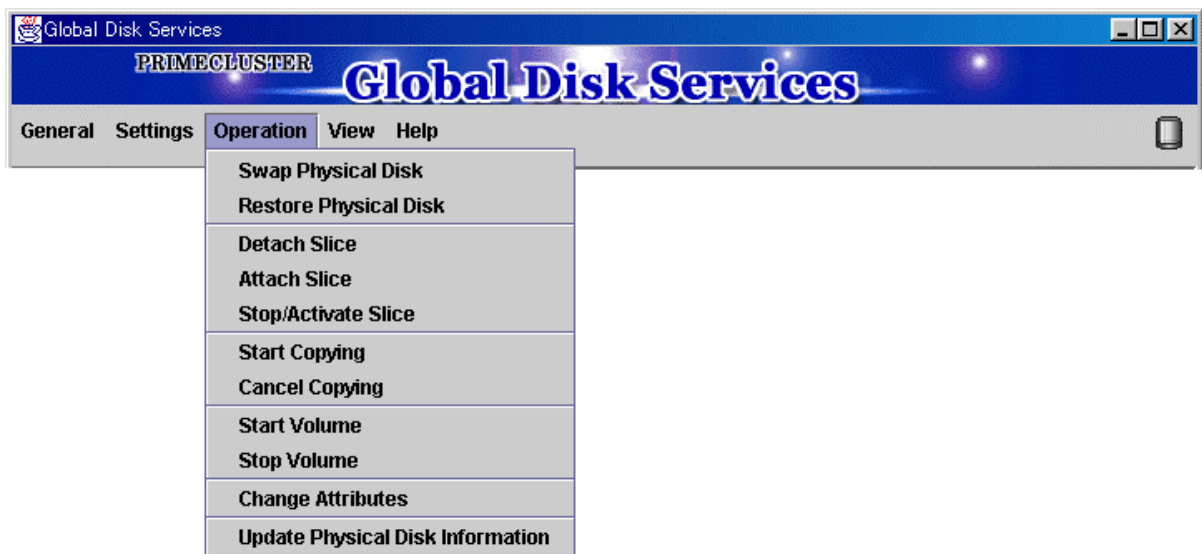 Global Disk Services
PRIMECLUSTER
Global Disk Services
General Settings Operation View Help
Swap Physical Disk
Restore Physical Disk
Detach Slice
Attach Slice
Stop/Activate Slice
Start Copying
Cancel Copying
Start Volume
Stop Volume
Change Attributes
Update Physical Disk Information